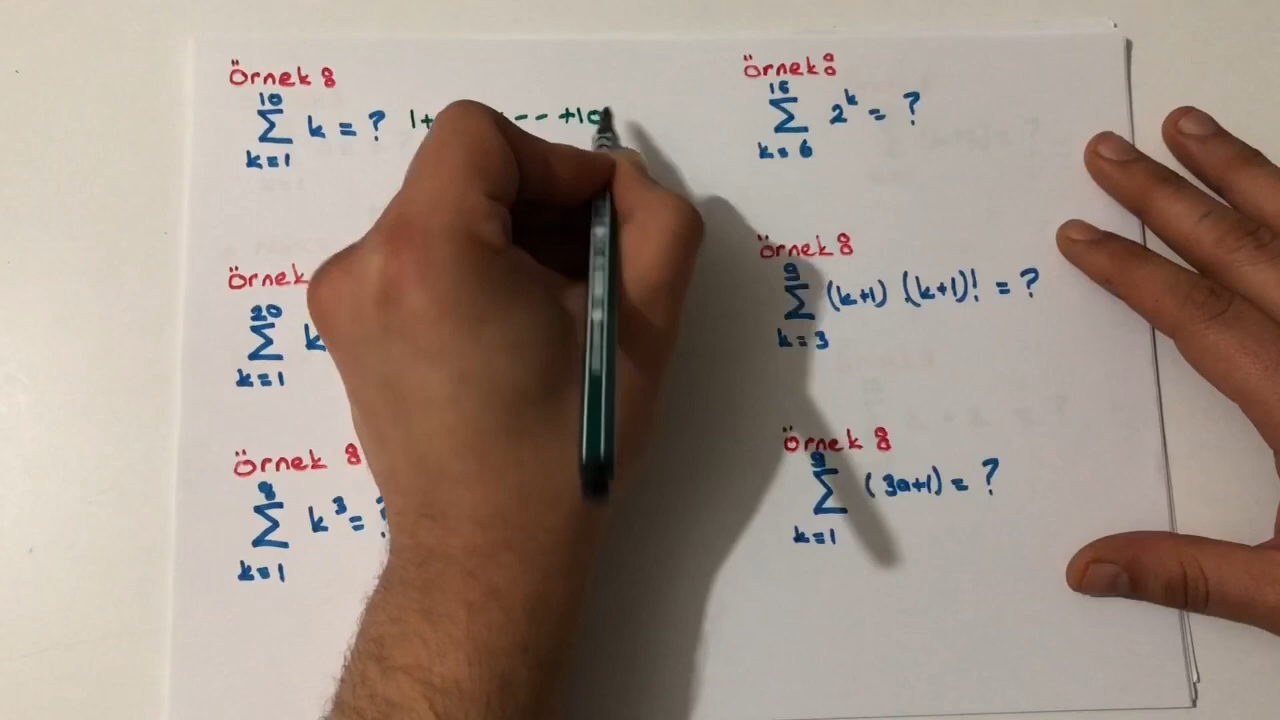 Örnek 8
10
∑ k = ? 1+ -- +10
k=1
Örnek
20
∑ k
k=1
Örnek 8
8
∑ k³ = ?
k=1
Örnek 8
16
∑ 2^k = ?
k=6
Örnek 8
9
∑ (k+1) (k+1)! = ?
k=3
Örnek 8
9
∑ (3a+1) = ?
k=1